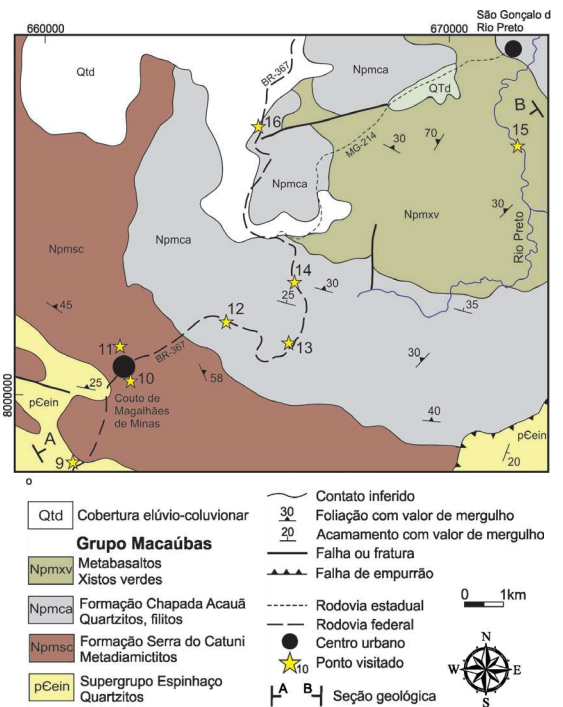 São Gonçalo d
Rio Preto
660000
670000
Qtd
BR-367
Npmca
QTd
B
16
15
MG-214
30
70
Npmca
Npmxv
30
Rio Preto
Npmsc
Npmca
14
25
30
45
12
35
11
BR-367
13
30
25
10
58
8000000
pЄein
Couto de
Magalhães
de Minas
40
A
pЄein
9
20
o
Qtd Cobertura elúvio-coluvionar
Grupo Macaúbas
Npmxv Metabasaltos
Xistos verdes
Npmca Formação Chapada Acauã
Quartzitos, filitos
Npmsc Formação Serra do Catuni
Metadiamictitos
pЄein Supergrupo Espinhaço
Quartzitos
Contato inferido
30 Foliação com valor de mergulho
20 Acamamento com valor de mergulho
Falha ou fratura
Falha de empurrão
Rodovia estadual
Rodovia federal
Centro urbano
10 Ponto visitado
A B Seção geológica
0 1km
N
W E
S